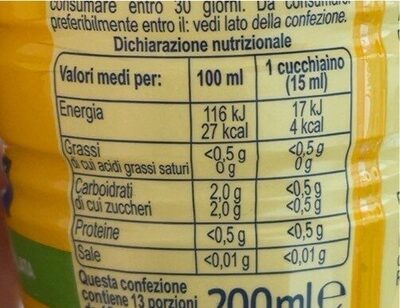 consumare entro 30 giorni. Da consumarsi
preferibilmente entro il: vedi lato della confezione.
Dichiarazione nutrizionale
Valori medi per: 100 ml 1 cucchiaino (15 ml)
Energia 116 kJ 17 kJ
27 kcal 4 kcal
Grassi <0,5 g <0,5 g
di cui acidi grassi saturi 0 g 0 g
Carboidrati 2,0 g <0,5 g
di cui zuccheri 2,0 g <0,5 g
Proteine <0,5 g <0,5 g
Sale <0,01 g <0,01 g
Questa confezione
contiene 13 porzioni 200 ml e